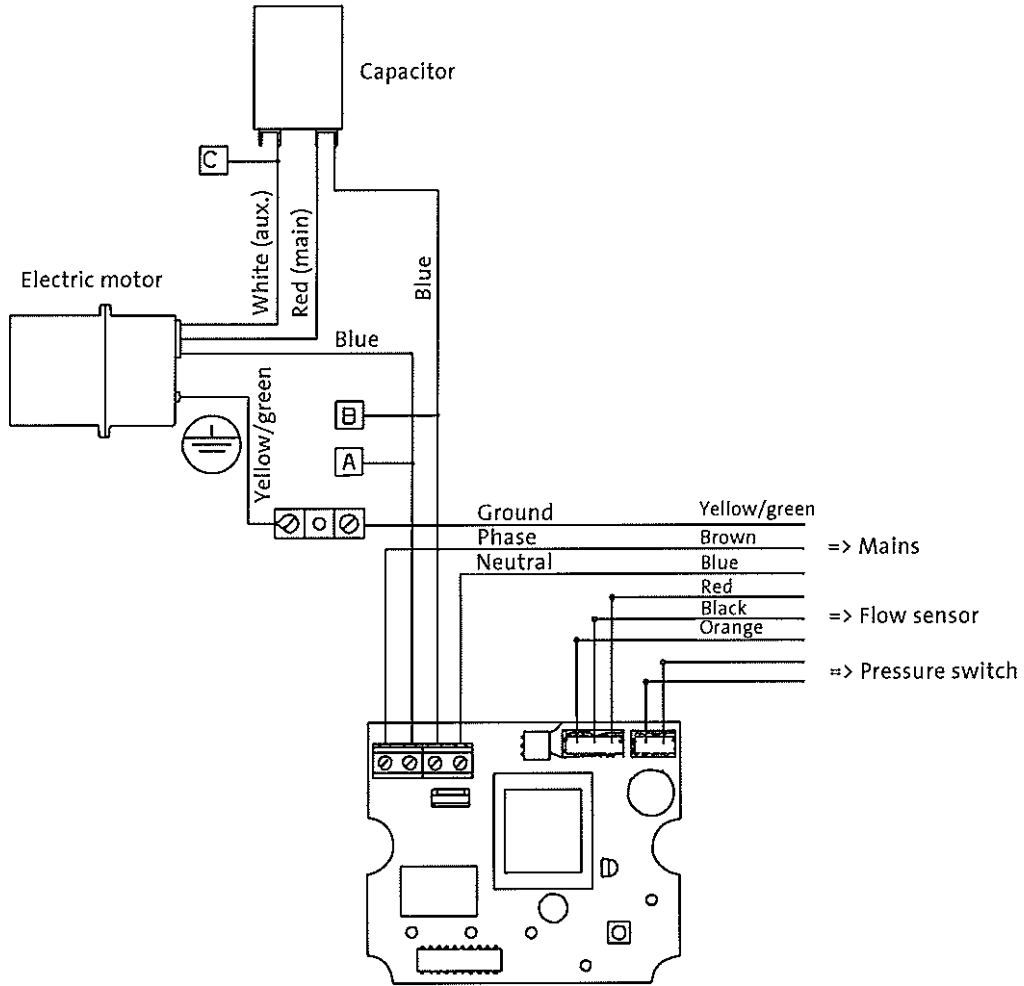 Capacitor
C
White (aux.)
Red (main)
Blue
Electric motor
Blue
Yellow/green
B
A
Ground
Yellow/green
Phase
Brown
=> Mains
Neutral
Blue
Red
Black
=> Flow sensor
Orange
=> Pressure switch